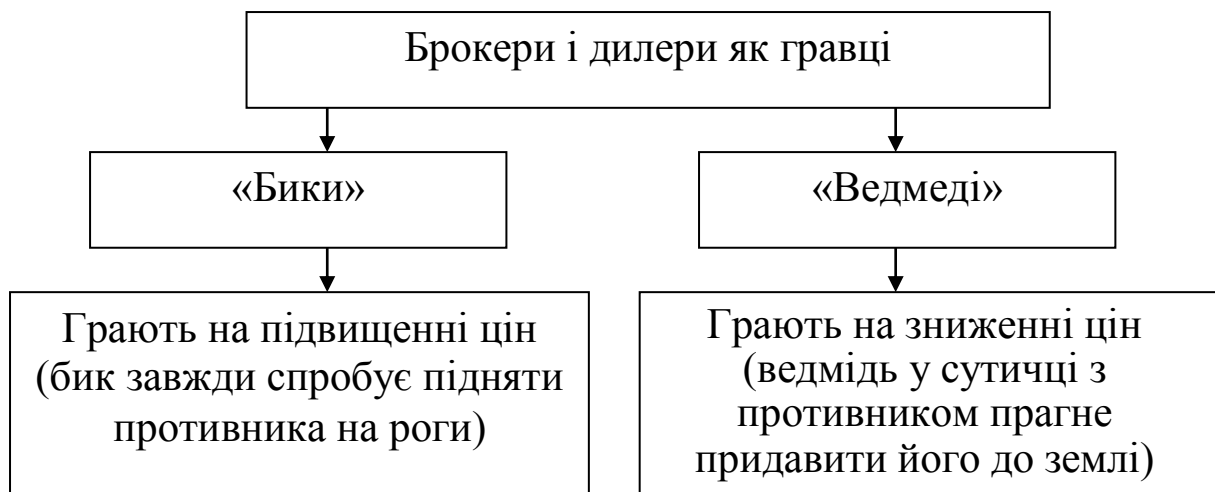 Брокери і дилери як гравці
«Бики»
«Ведмеді»
Грають на підвищенні цін
(бик завжди спробує підняти
противника на роги)
Грають на зниженні цін
(ведмідь у сутичці з
противником прагне
придавити його до землі)